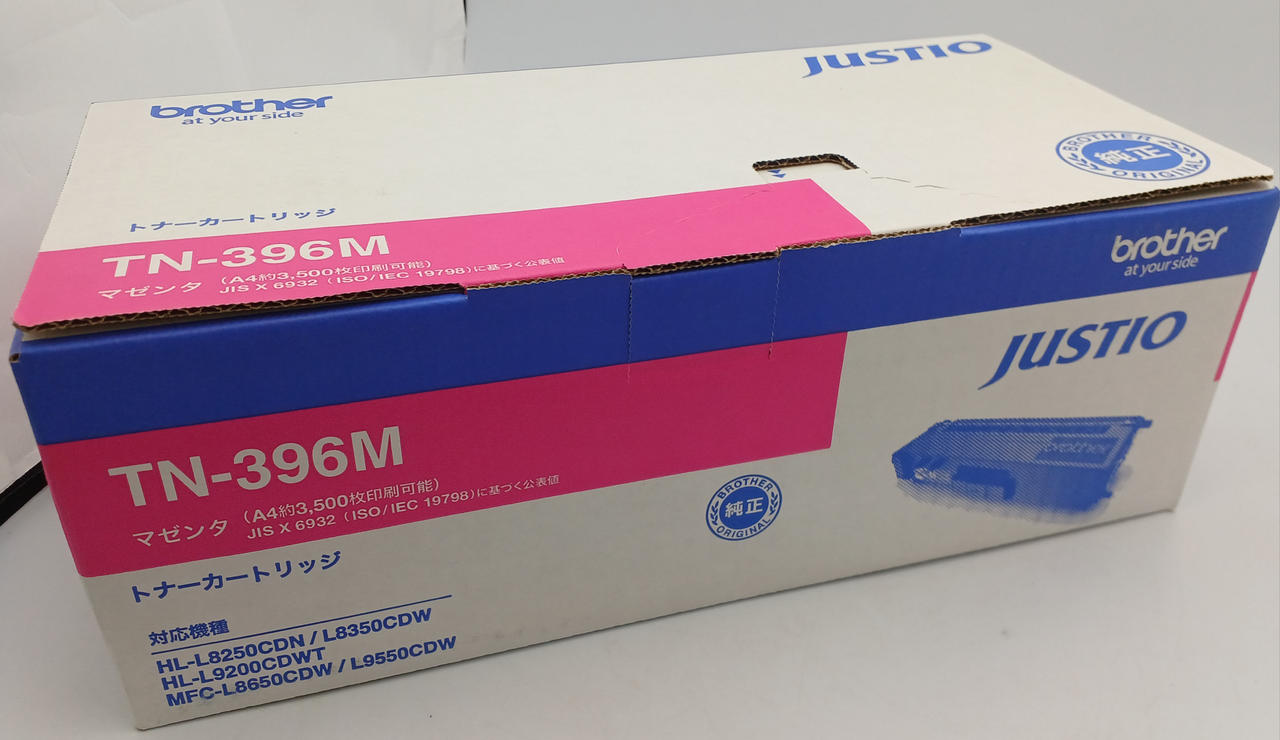 brother
at your side
JUSTIO
BROTHER
純正
ORIGINAL
トナーカートリッジ
TN-396M
マゼンタ (A4約3,500枚印刷可能)
JIS X 6932 (ISO/IEC 19798)に基づく公表値
brother
at your side
JUSTIO
brother
TN-396M
マゼンタ (A4約3,500枚印刷可能)
JIS X 6932 (ISO/IEC 19798)に基づく公表値
BROTHER
純正
ORIGINAL
トナーカートリッジ
対応機種
HL-L8250CDN / L8350CDW
HL-L9200CDWT
MFC-L8650CDW / L9550CDW